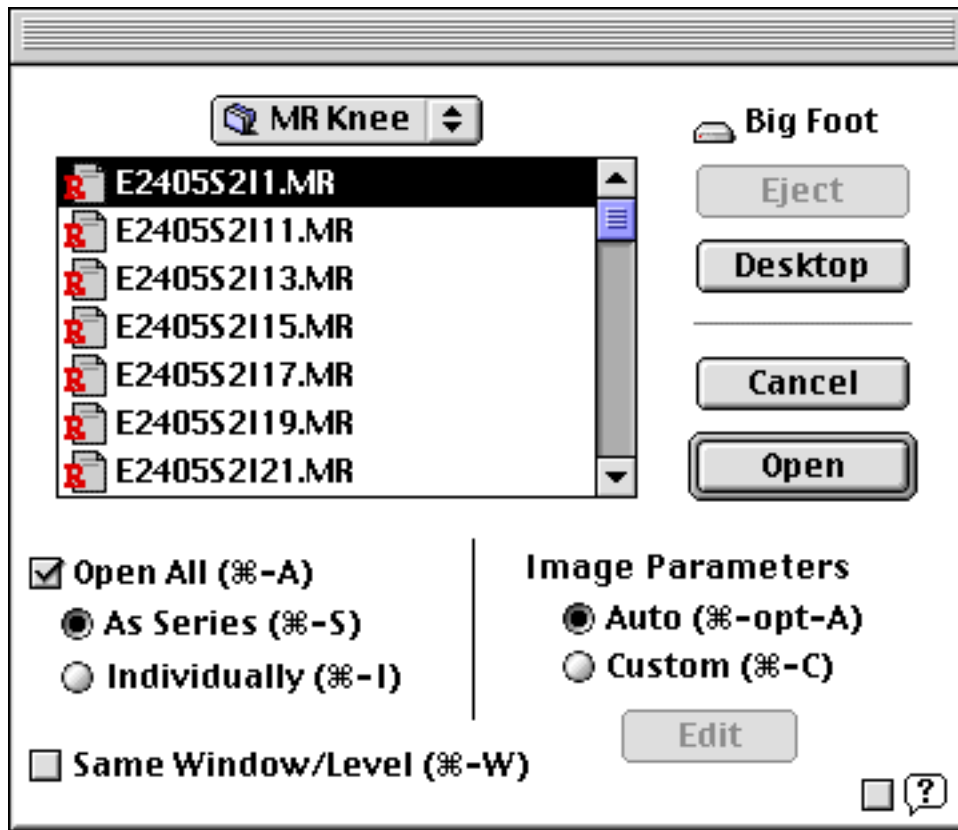 MR Knee
Big Foot
E2405S2I1.MR
E2405S2I11.MR
E2405S2I13.MR
E2405S2I15.MR
E2405S2I17.MR
E2405S2I19.MR
E2405S2I21.MR
Eject
Desktop
Cancel
Open
Open All (⌘-A)
As Series (⌘-S)
Individually (⌘-I)
Same Window/Level (⌘-W)
Image Parameters
Auto (⌘-opt-A)
Custom (⌘-C)
Edit
?